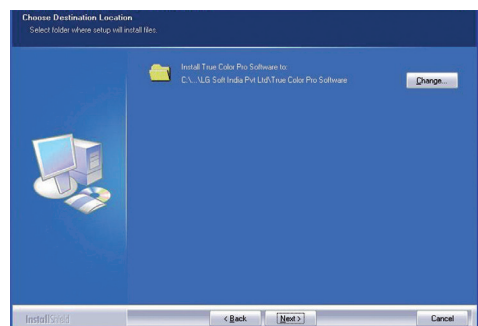 Choose Destination Location
Select folder where setup will install files.
Install True Color Pro Software to:
C:\...\LG Soft India Pvt Ltd\True Color Pro Software
Change...
InstallShield
< Back
Next >
Cancel